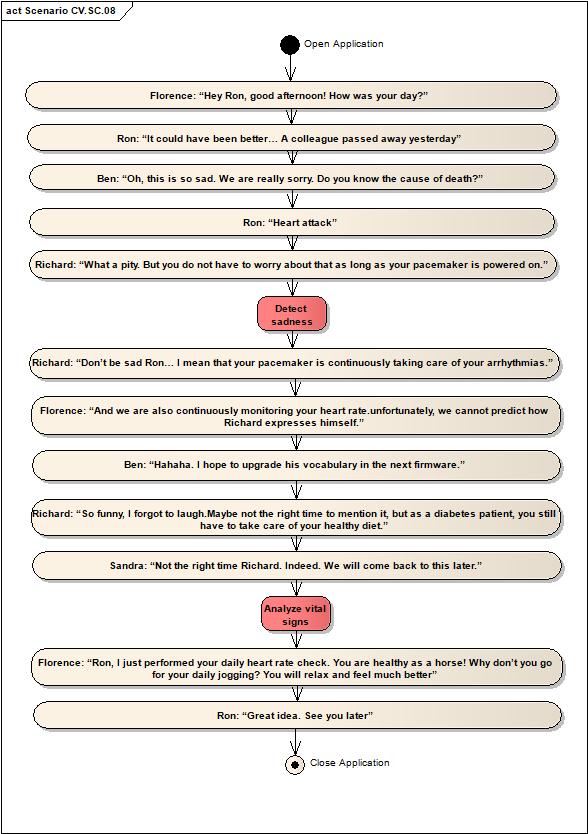 act Scenario CV.SC.08
Open Application
Florence: “Hey Ron, good afternoon! How was your day?”
Ron: “It could have been better… A colleague passed away yesterday”
Ben: “Oh, this is so sad. We are really sorry. Do you know the cause of death?”
Ron: “Heart attack”
Richard: “What a pity. But you do not have to worry about that as long as your pacemaker is powered on.”
Detect
sadness
Richard: “Don’t be sad Ron… I mean that your pacemaker is continuously taking care of your arrhythmias.”
Florence: “And we are also continuously monitoring your heart rate.unfortunately, we cannot predict how
Richard expresses himself.”
Ben: “Hahaha. I hope to upgrade his vocabulary in the next firmware.”
Richard: “So funny, I forgot to laugh.Maybe not the right time to mention it, but as a diabetes patient, you still
have to take care of your healthy diet.”
Sandra: “Not the right time Richard. Indeed. We will come back to this later.”
Analyze vital
signs
Florence: “Ron, I just performed your daily heart rate check. You are healthy as a horse! Why don’t you go
for your daily jogging? You will relax and feel much better”
Ron: “Great idea. See you later”
Close Application